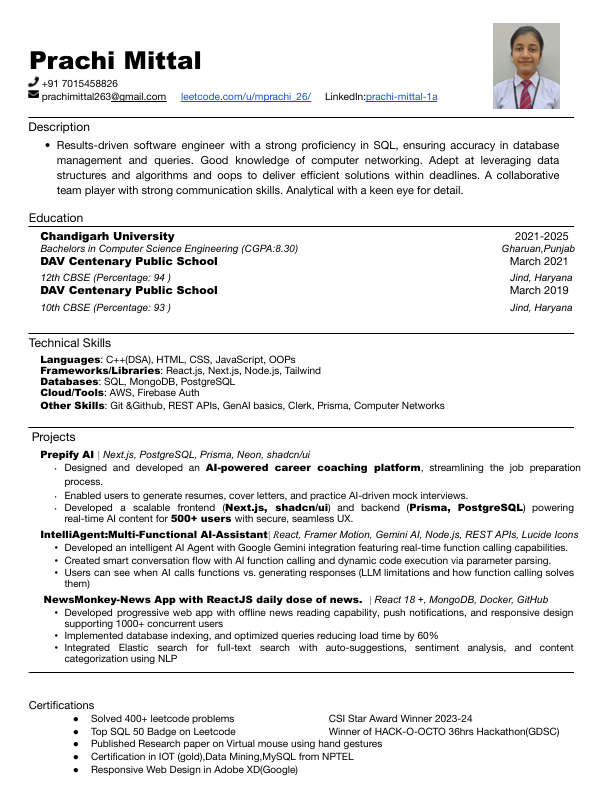 Prachi Mittal
+91 7015458826
prachimittal263@gmail.com leetcode.com/u/mprachi_26/ LinkedIn:prachi-mittal-1a
Description
• Results-driven software engineer with a strong proficiency in SQL, ensuring accuracy in database
management and queries. Good knowledge of computer networking. Adept at leveraging data
structures and algorithms and oops to deliver efficient solutions within deadlines. A collaborative
team player with strong communication skills. Analytical with a keen eye for detail.
Education
Chandigarh University 2021-2025
Bachelors in Computer Science Engineering (CGPA:8.30) Gharuan,Punjab
DAV Centenary Public School March 2021
12th CBSE (Percentage: 94 ) Jind, Haryana
DAV Centenary Public School March 2019
10th CBSE (Percentage: 93 ) Jind, Haryana
Technical Skills
Languages: C++(DSA), HTML, CSS, JavaScript, OOPs
Frameworks/Libraries: React.js, Next.js, Node.js, Tailwind
Databases: SQL, MongoDB, PostgreSQL
Cloud/Tools: AWS, Firebase Auth
Other Skills: Git &Github, REST APIs, GenAI basics, Clerk, Prisma, Computer Networks
Projects
Prepify AI | Next.js, PostgreSQL, Prisma, Neon, shadcn/ui
· Designed and developed an AI-powered career coaching platform, streamlining the job preparation
process.
· Enabled users to generate resumes, cover letters, and practice AI-driven mock interviews.
· Developed a scalable frontend (Next.js, shadcn/ui) and backend (Prisma, PostgreSQL) powering
real-time AI content for 500+ users with secure, seamless UX.
IntelliAgent:Multi-Functional AI-Assistant| React, Framer Motion, Gemini AI, Node.js, REST APIs, Lucide Icons
• Developed an intelligent AI Agent with Google Gemini integration featuring real-time function calling capabilities.
• Created smart conversation flow with AI function calling and dynamic code execution via parameter parsing.
• Users can see when AI calls functions vs. generating responses (LLM limitations and how function calling solves
them)
NewsMonkey-News App with ReactJS daily dose of news. | React 18 +, MongoDB, Docker, GitHub
• Developed progressive web app with offline news reading capability, push notifications, and responsive design
supporting 1000+ concurrent users
• Implemented database indexing, and optimized queries reducing load time by 60%
• Integrated Elastic search for full-text search with auto-suggestions, sentiment analysis, and content
categorization using NLP
Certifications
● Solved 400+ leetcode problems CSI Star Award Winner 2023-24
● Top SQL 50 Badge on Leetcode Winner of HACK-O-OCTO 36hrs Hackathon(GDSC)
● Published Research paper on Virtual mouse using hand gestures
● Certification in IOT (gold),Data Mining,MySQL from NPTEL
● Responsive Web Design in Adobe XD(Google)